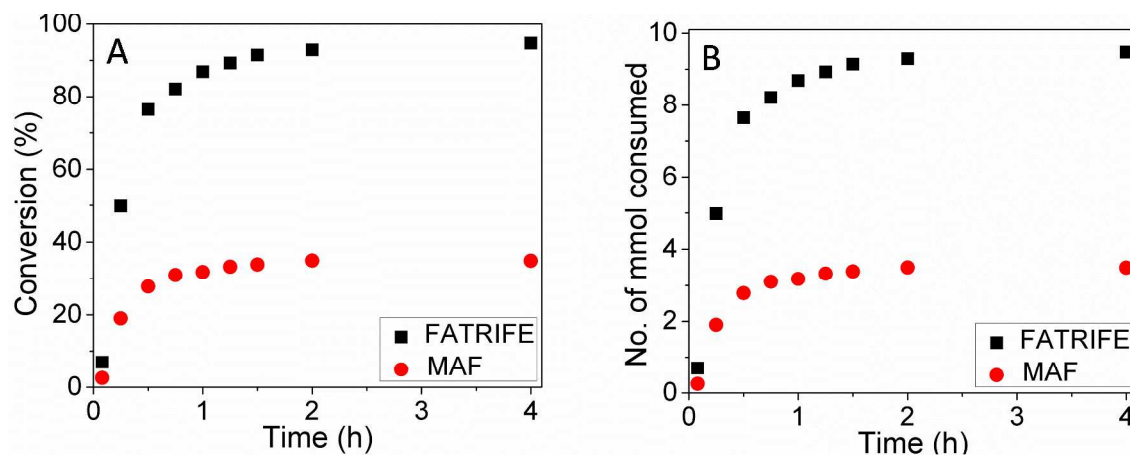 A
Conversion (%)
100
80
60
40
20
0
FATRIFE
MAF
0
1
2
3
4
Time (h)
B
No. of mmol consumed
10
8
6
4
2
0
FATRIFE
MAF
0
1
2
3
4
Time (h)